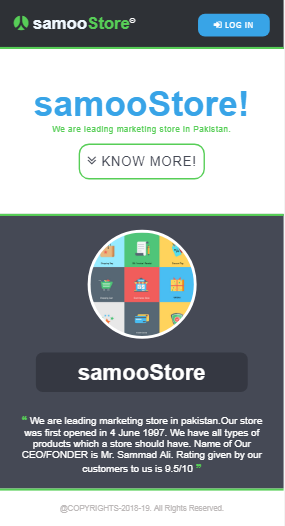 samooStore©
LOG IN
samooStore!
We are leading marketing store in Pakistan.
KNOW MORE!
samooStore
❝ We are leading marketing store in pakistan.Our store
was first opened in 4 June 1997. We have all types of
products which a store should have. Name of Our
CEO/FONDER is Mr. Sammad Ali. Rating given by our
customers to us is 9.5/10 ❞
@COPYRIGHTS-2018-19. All Rights Reserved.